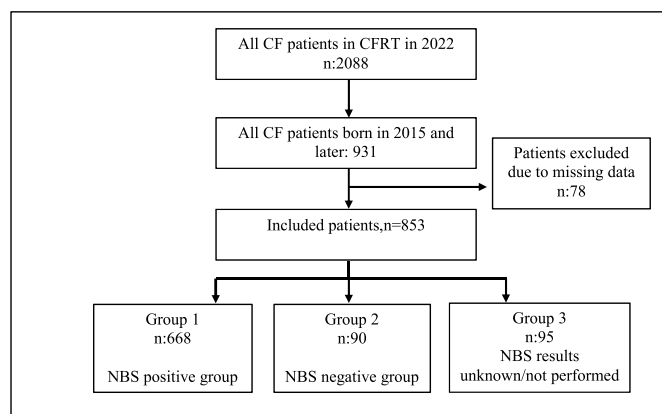 All CF patients in CFRT in 2022
n:2088
All CF patients born in 2015 and
later: 931
Patients excluded
due to missing data
n:78
Included patients,n=853
Group 1
n:668
NBS positive group
Group 2
n:90
NBS negative group
Group 3
n:95
NBS results
unknown/not performed